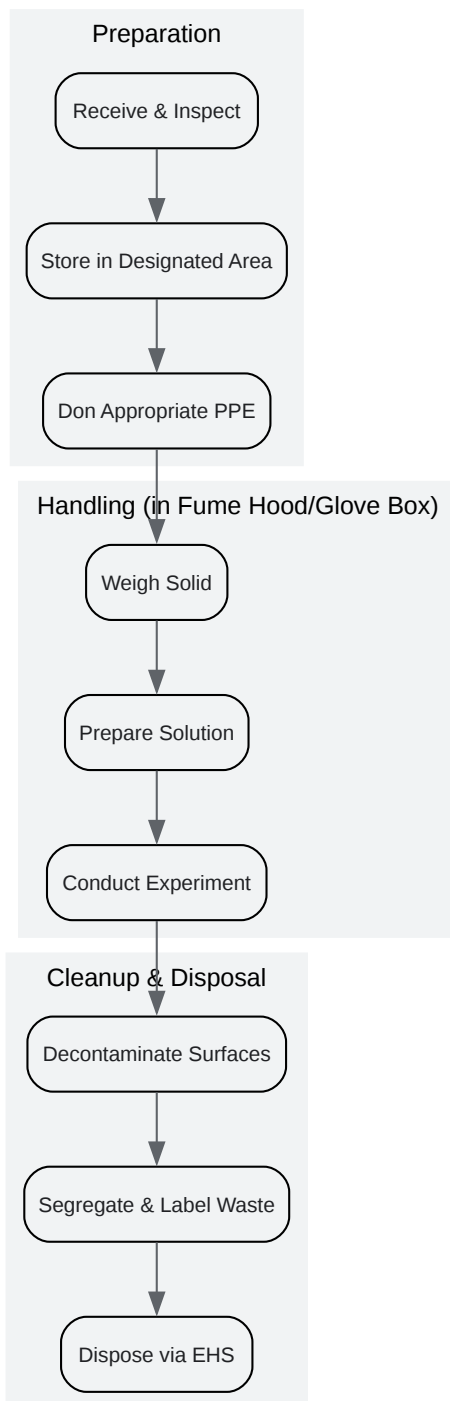 Preparation
Receive & Inspect
Store in Designated Area
Don Appropriate PPE
Handling (in Fume Hood/Glove Box)
Weigh Solid
Prepare Solution
Conduct Experiment
Cleanup & Disposal
Decontaminate Surfaces
Segregate & Label Waste
Dispose via EHS